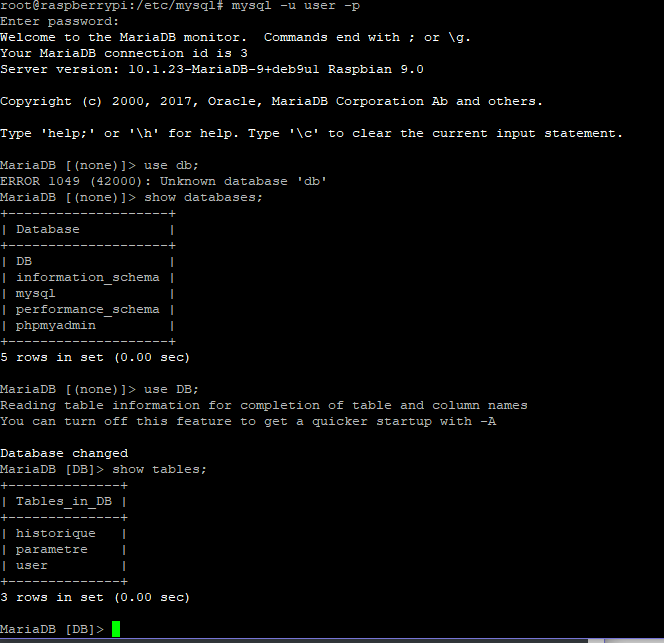 root@raspberrypi:/etc/mysql# mysql -u user -p
Enter password:
Welcome to the MariaDB monitor.  Commands end with ; or \g.
Your MariaDB connection id is 3
Server version: 10.1.23-MariaDB-9+deb9u1 Raspbian 9.0

Copyright (c) 2000, 2017, Oracle, MariaDB Corporation Ab and others.

Type 'help;' or '\h' for help. Type '\c' to clear the current input statement.

MariaDB [(none)]> use db;
ERROR 1049 (42000): Unknown database 'db'
MariaDB [(none)]> show databases;
+--------------------+
| Database           |
+--------------------+
| DB                 |
| information_schema |
| mysql              |
| performance_schema |
| phpmyadmin         |
+--------------------+
5 rows in set (0.00 sec)

MariaDB [(none)]> use DB;
Reading table information for completion of table and column names
You can turn off this feature to get a quicker startup with -A

Database changed
MariaDB [DB]> show tables;
+--------------+
| Tables_in_DB |
+--------------+
| historique   |
| parametre    |
| user         |
+--------------+
3 rows in set (0.00 sec)

MariaDB [DB]>